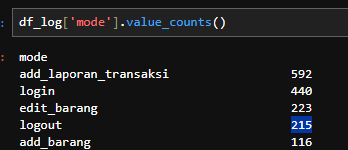 df_log['mode'].value_counts()
mode
add_laporan_transaksi 592
login 440
edit_barang 223
logout 215
add_barang 116